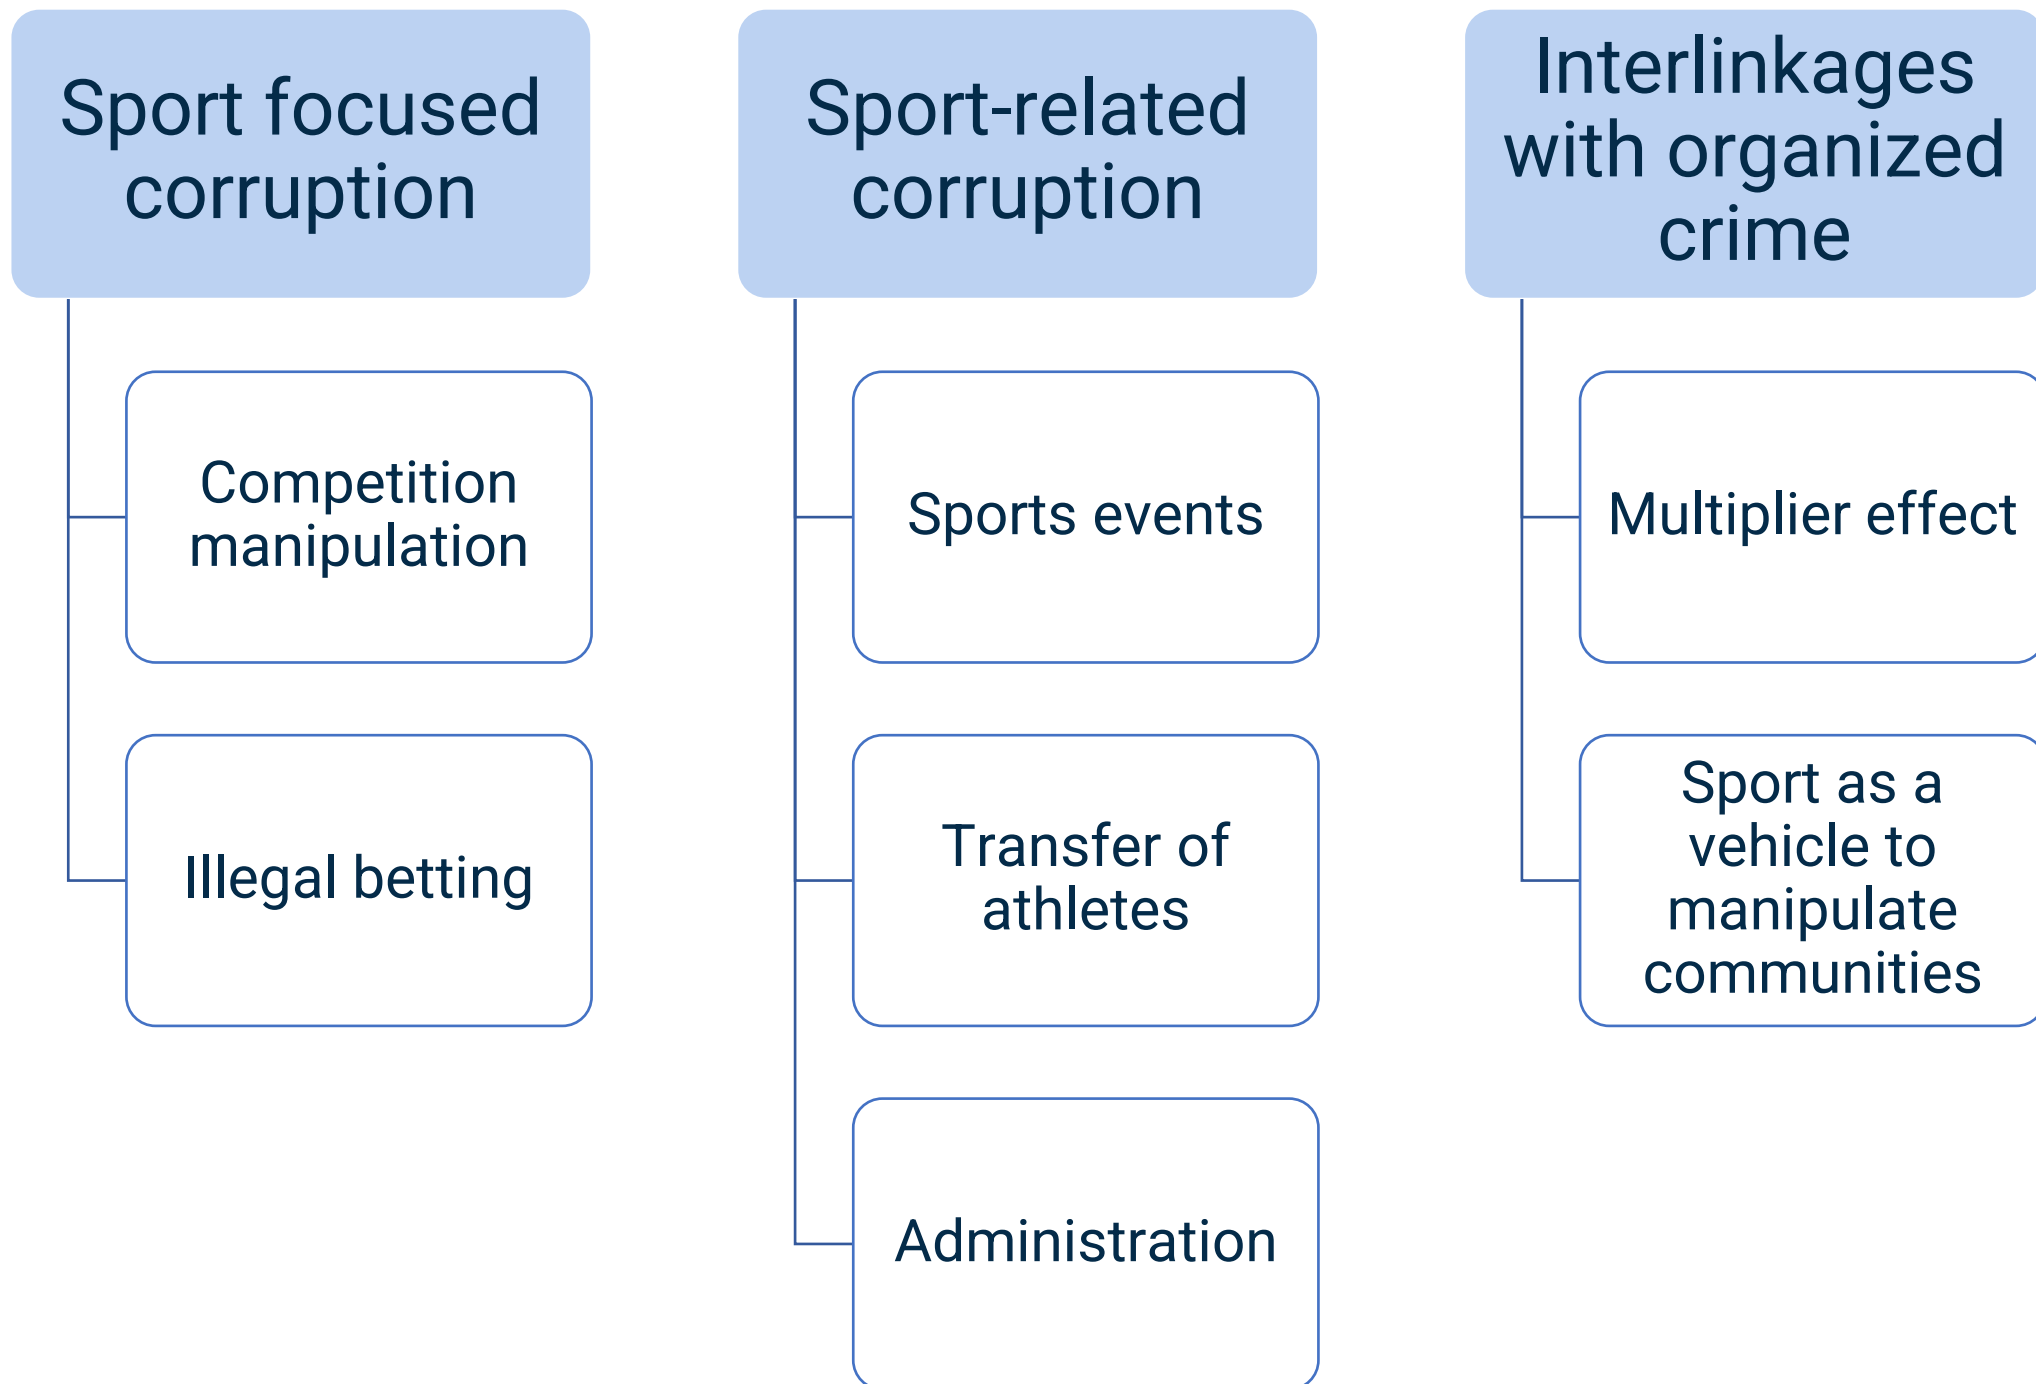 Sport focused
corruption
Competition
manipulation
Illegal betting
Sport-related
corruption
Sports events
Transfer of
athletes
Administration
Interlinkages
with organized
crime
Multiplier effect
Sport as a
vehicle to
manipulate
communities